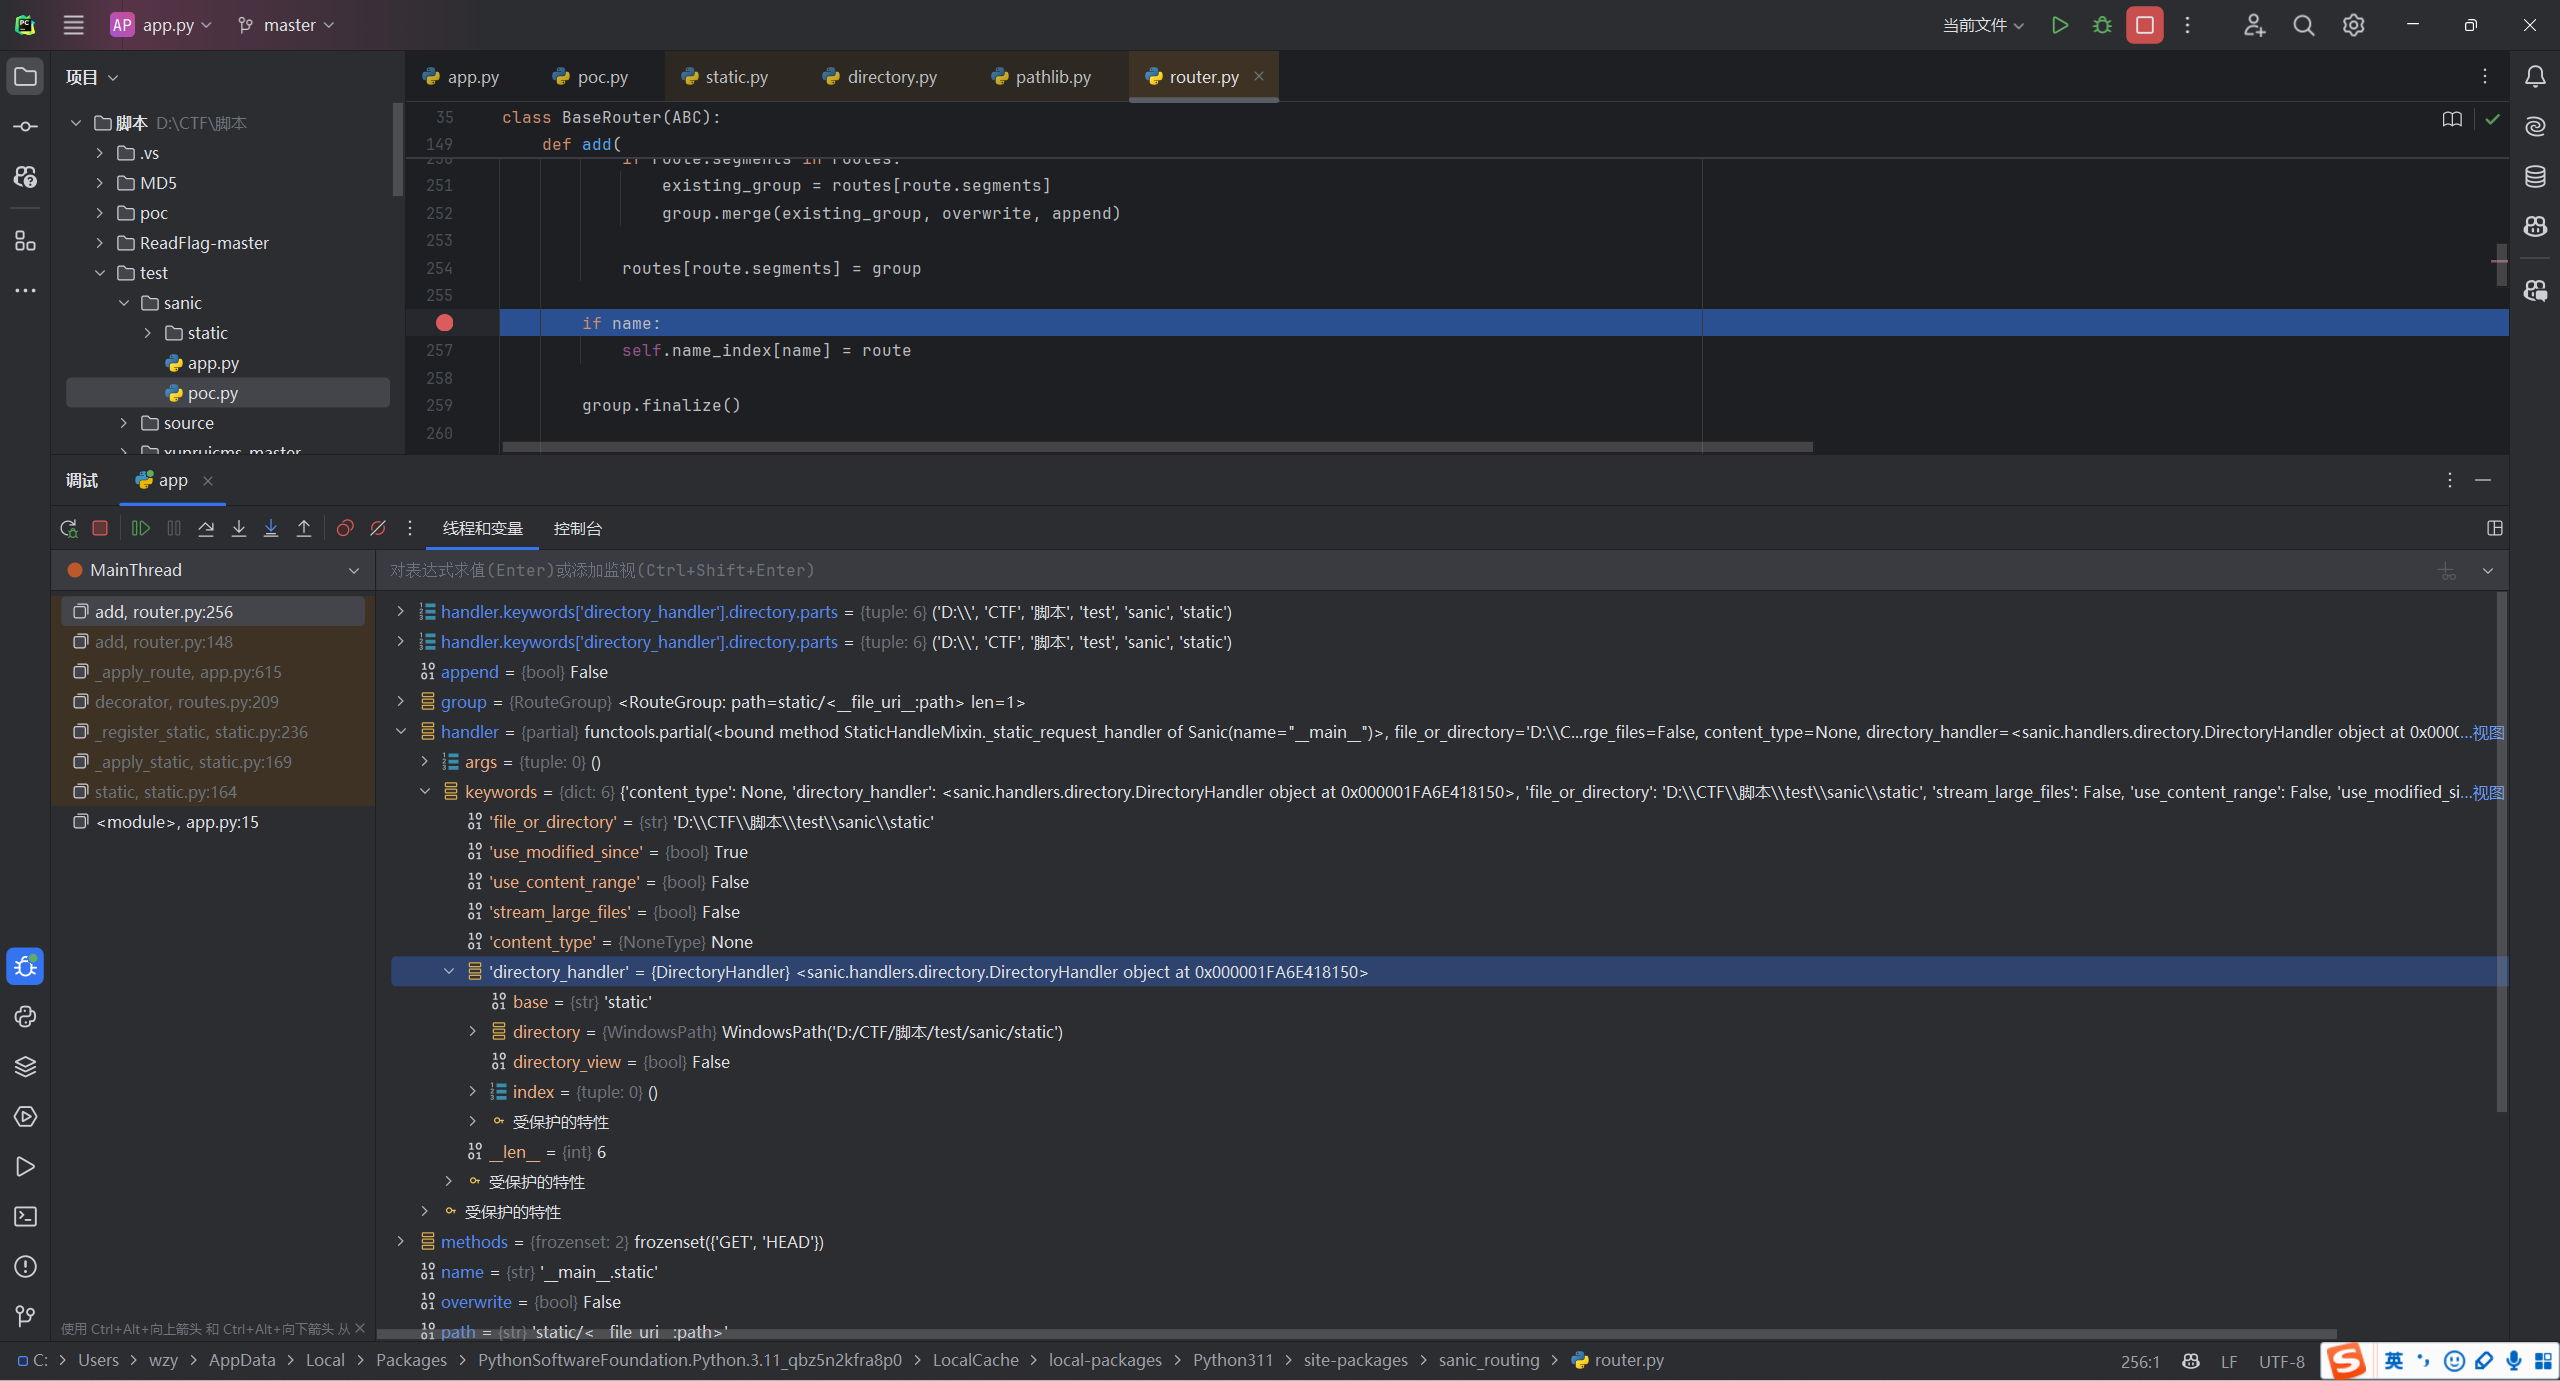 AP app.py master 当前文件
项目
app.py poc.py static.py directory.py pathlib.py router.py
脚本 D:\CTF\脚本
.vs
MD5
poc
ReadFlag-master
test
sanic
static
app.py
poc.py
source
xunruicms-master
35 class BaseRouter(ABC):
149 def add(
250 if route.segments in routes:
251 existing_group = routes[route.segments]
252 group.merge(existing_group, overwrite, append)
253
254 routes[route.segments] = group
255
if name:
257 self.name_index[name] = route
258
259 group.finalize()
260
调试 app
线程和变量 控制台
MainThread
对表达式求值(Enter)或添加监视(Ctrl+Shift+Enter)
add, router.py:256
add, router.py:148
_apply_route, app.py:615
decorator, routes.py:209
_register_static, static.py:236
_apply_static, static.py:169
static, static.py:164
<module>, app.py:15
handler.keywords['directory_handler'].directory.parts = {tuple: 6} ('D:\\', 'CTF', '脚本', 'test', 'sanic', 'static')
handler.keywords['directory_handler'].directory.parts = {tuple: 6} ('D:\\', 'CTF', '脚本', 'test', 'sanic', 'static')
append = {bool} False
group = {RouteGroup} <RouteGroup: path=static/<__file_uri__:path> len=1>
handler = {partial} functools.partial(<bound method StaticHandleMixin._static_request_handler of Sanic(name="__main__")>, file_or_directory='D:\\C...rge_files=False, content_type=None, directory_handler=<sanic.handlers.directory.DirectoryHandler object at 0x000(...视图
args = {tuple: 0} ()
keywords = {dict: 6} {'content_type': None, 'directory_handler': <sanic.handlers.directory.DirectoryHandler object at 0x000001FA6E418150>, 'file_or_directory': 'D:\\CTF\\脚本\\test\\sanic\\static', 'stream_large_files': False, 'use_content_range': False, 'use_modified_si...视图
'file_or_directory' = {str} 'D:\\CTF\\脚本\\test\\sanic\\static'
'use_modified_since' = {bool} True
'use_content_range' = {bool} False
'stream_large_files' = {bool} False
'content_type' = {NoneType} None
'directory_handler' = {DirectoryHandler} <sanic.handlers.directory.DirectoryHandler object at 0x000001FA6E418150>
base = {str} 'static'
directory = {WindowsPath} WindowsPath('D:/CTF/脚本/test/sanic/static')
directory_view = {bool} False
index = {tuple: 0} ()
受保护的特性
__len__ = {int} 6
受保护的特性
受保护的特性
methods = {frozenset: 2} frozenset({'GET', 'HEAD'})
name = {str} '__main__.static'
overwrite = {bool} False
path = {str} 'static/<__file_uri__:path>'
使用 Ctrl+Alt+向上箭头 和 Ctrl+Alt+向下箭头 从
C: > Users > wzy > AppData > Local > Packages > PythonSoftwareFoundation.Python.3.11_qbz5n2kfra8p0 > LocalCache > local-packages > Python311 > site-packages > sanic_routing > router.py
256:1 LF UTF-8 英